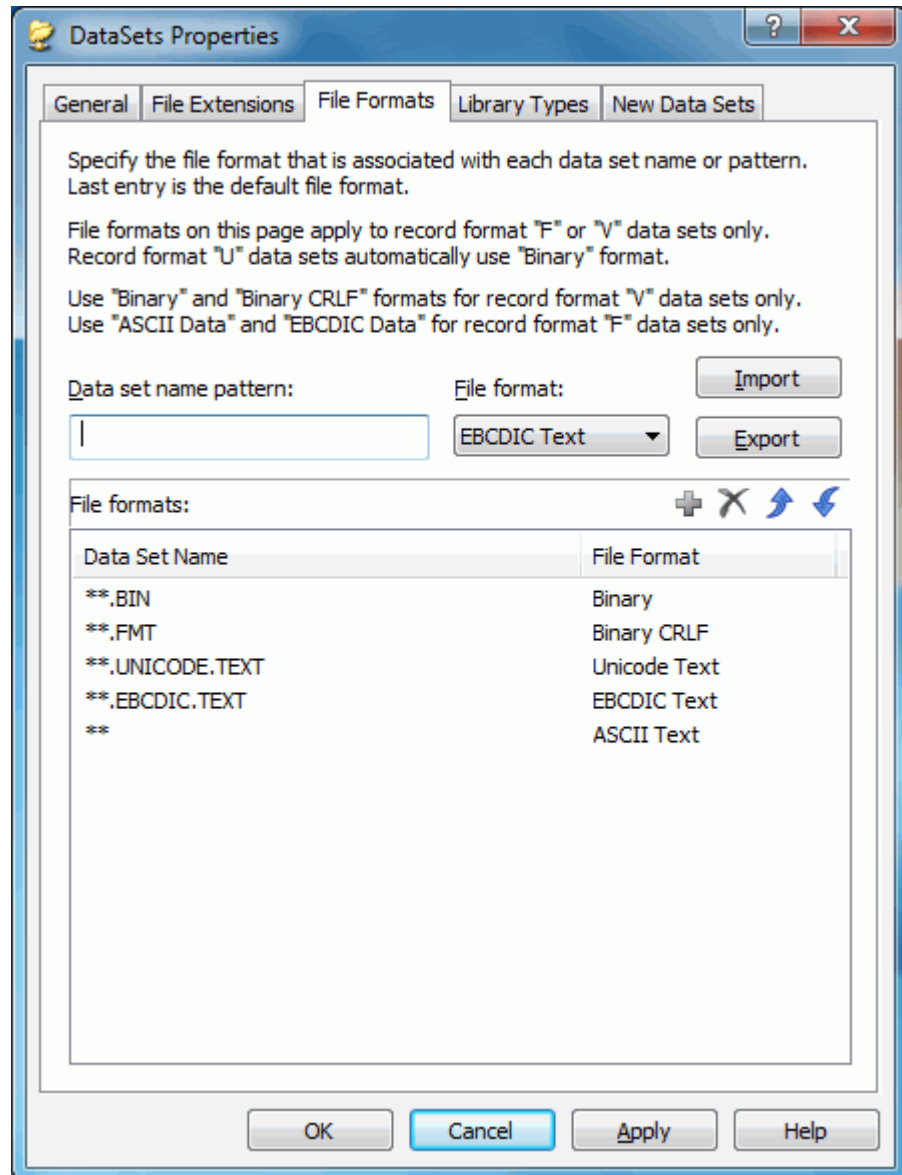 DataSets Properties
General File Extensions File Formats Library Types New Data Sets
Specify the file format that is associated with each data set name or pattern.
Last entry is the default file format.
File formats on this page apply to record format "F" or "V" data sets only.
Record format "U" data sets automatically use "Binary" format.
Use "Binary" and "Binary CRLF" formats for record format "V" data sets only.
Use "ASCII Data" and "EBCDIC Data" for record format "F" data sets only.
Import
Data set name pattern: File format:
EBCDIC Text Export
File formats:
Data Set Name File Format
**.BIN Binary
**.FMT Binary CRLF
**.UNICODE.TEXT Unicode Text
**.EBCDIC.TEXT EBCDIC Text
** ASCII Text
OK Cancel Apply Help